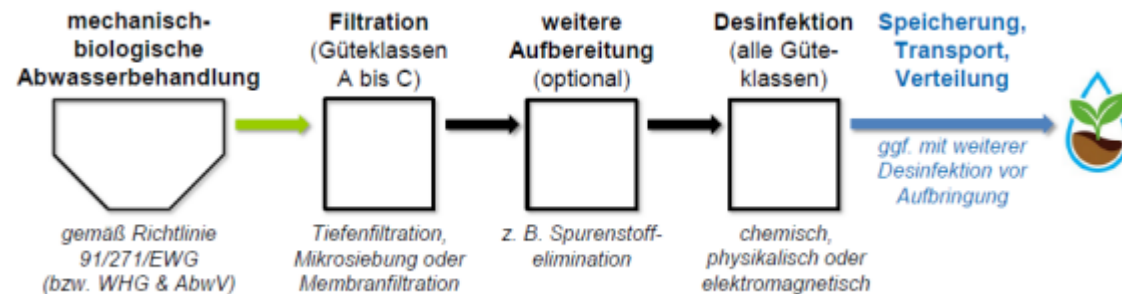 mechanisch-
biologische
Abwasserbehandlung
gemäß Richtlinie
91/271/EWG
(bzw. WHG & AbwV)
Filtration
(Güteklassen
A bis C)
Tiefenfiltration,
Mikrosiebung oder
Membranfiltration
weitere
Aufbereitung
(optional)
z. B. Spurenstoff-
elimination
Desinfektion
(alle Güte-
klassen)
chemisch,
physikalisch oder
elektromagnetisch
Speicherung,
Transport,
Verteilung
ggf. mit weiterer
Desinfektion vor
Aufbringung